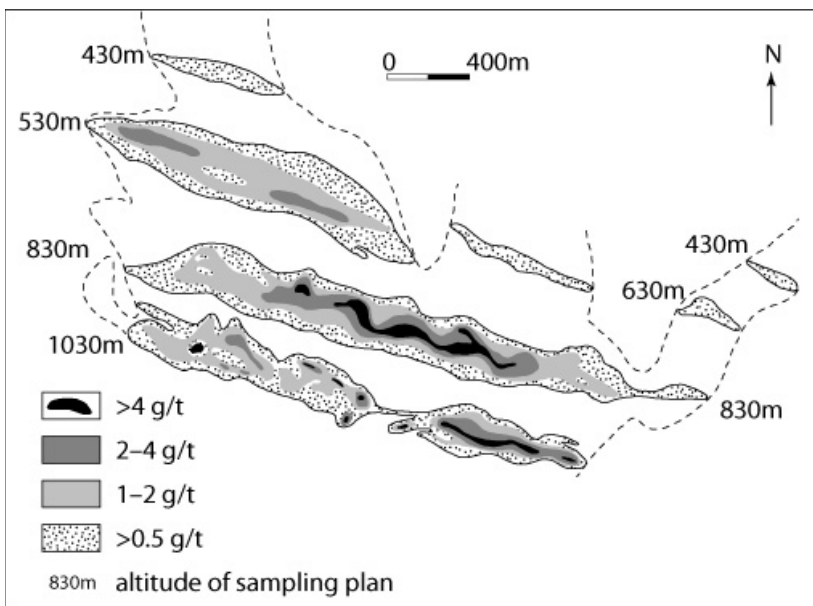 430m
0 400m
N
530m
830m
430m
630m
1030m
830m
>4 g/t
2–4 g/t
1–2 g/t
>0.5 g/t
830m altitude of sampling plan